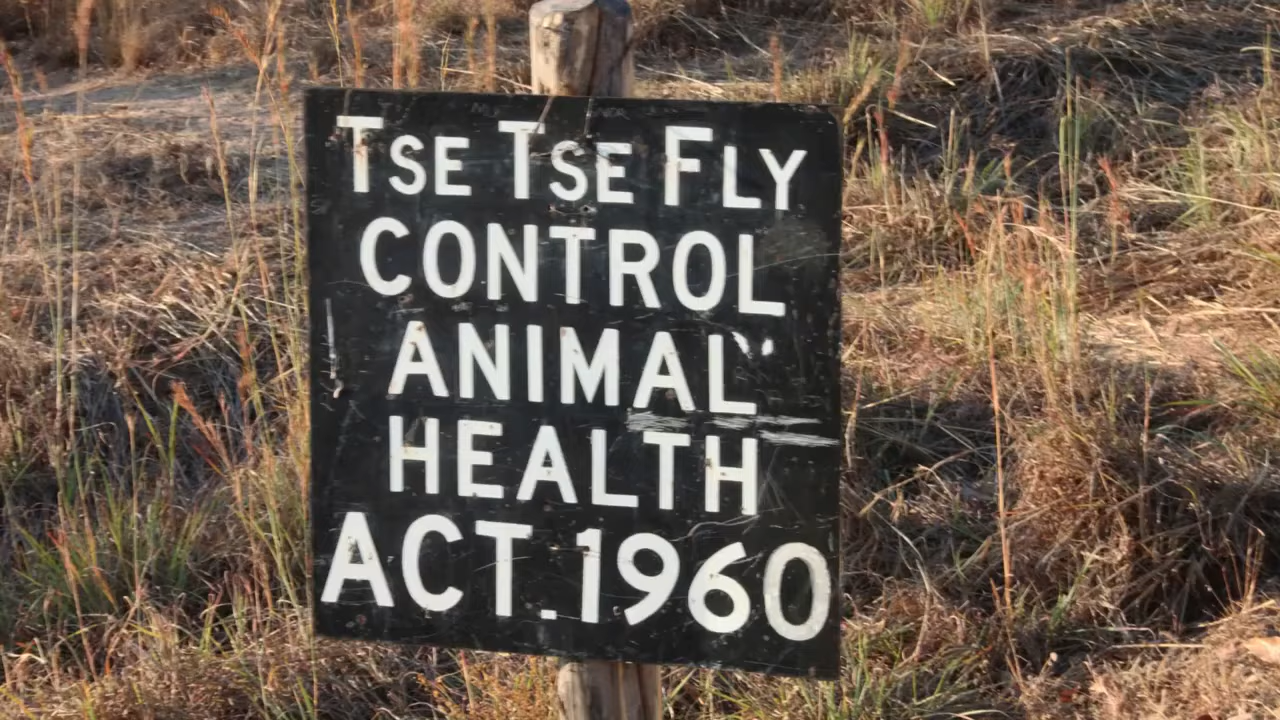 Tse Tse Fly
CONTROL
ANIMAL
HEALTH
ACT. 1960